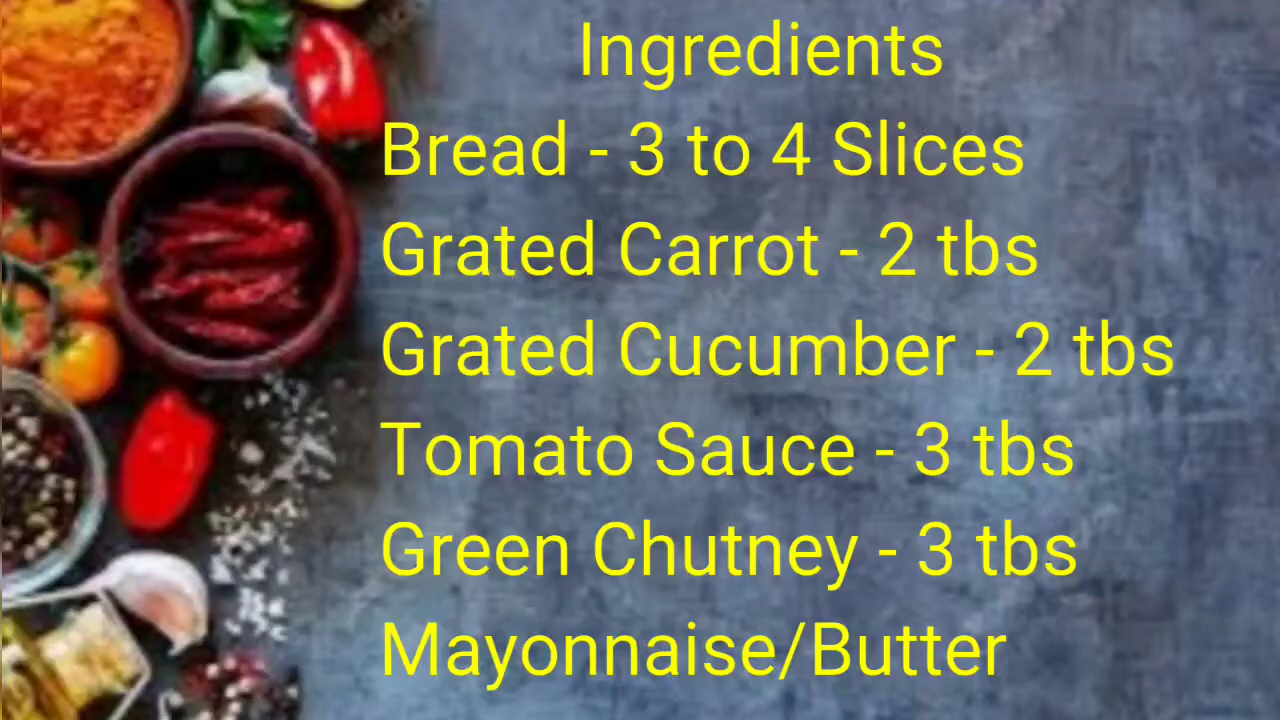 Ingredients
Bread - 3 to 4 Slices
Grated Carrot - 2 tbs
Grated Cucumber - 2 tbs
Tomato Sauce - 3 tbs
Green Chutney - 3 tbs
Mayonnaise/Butter